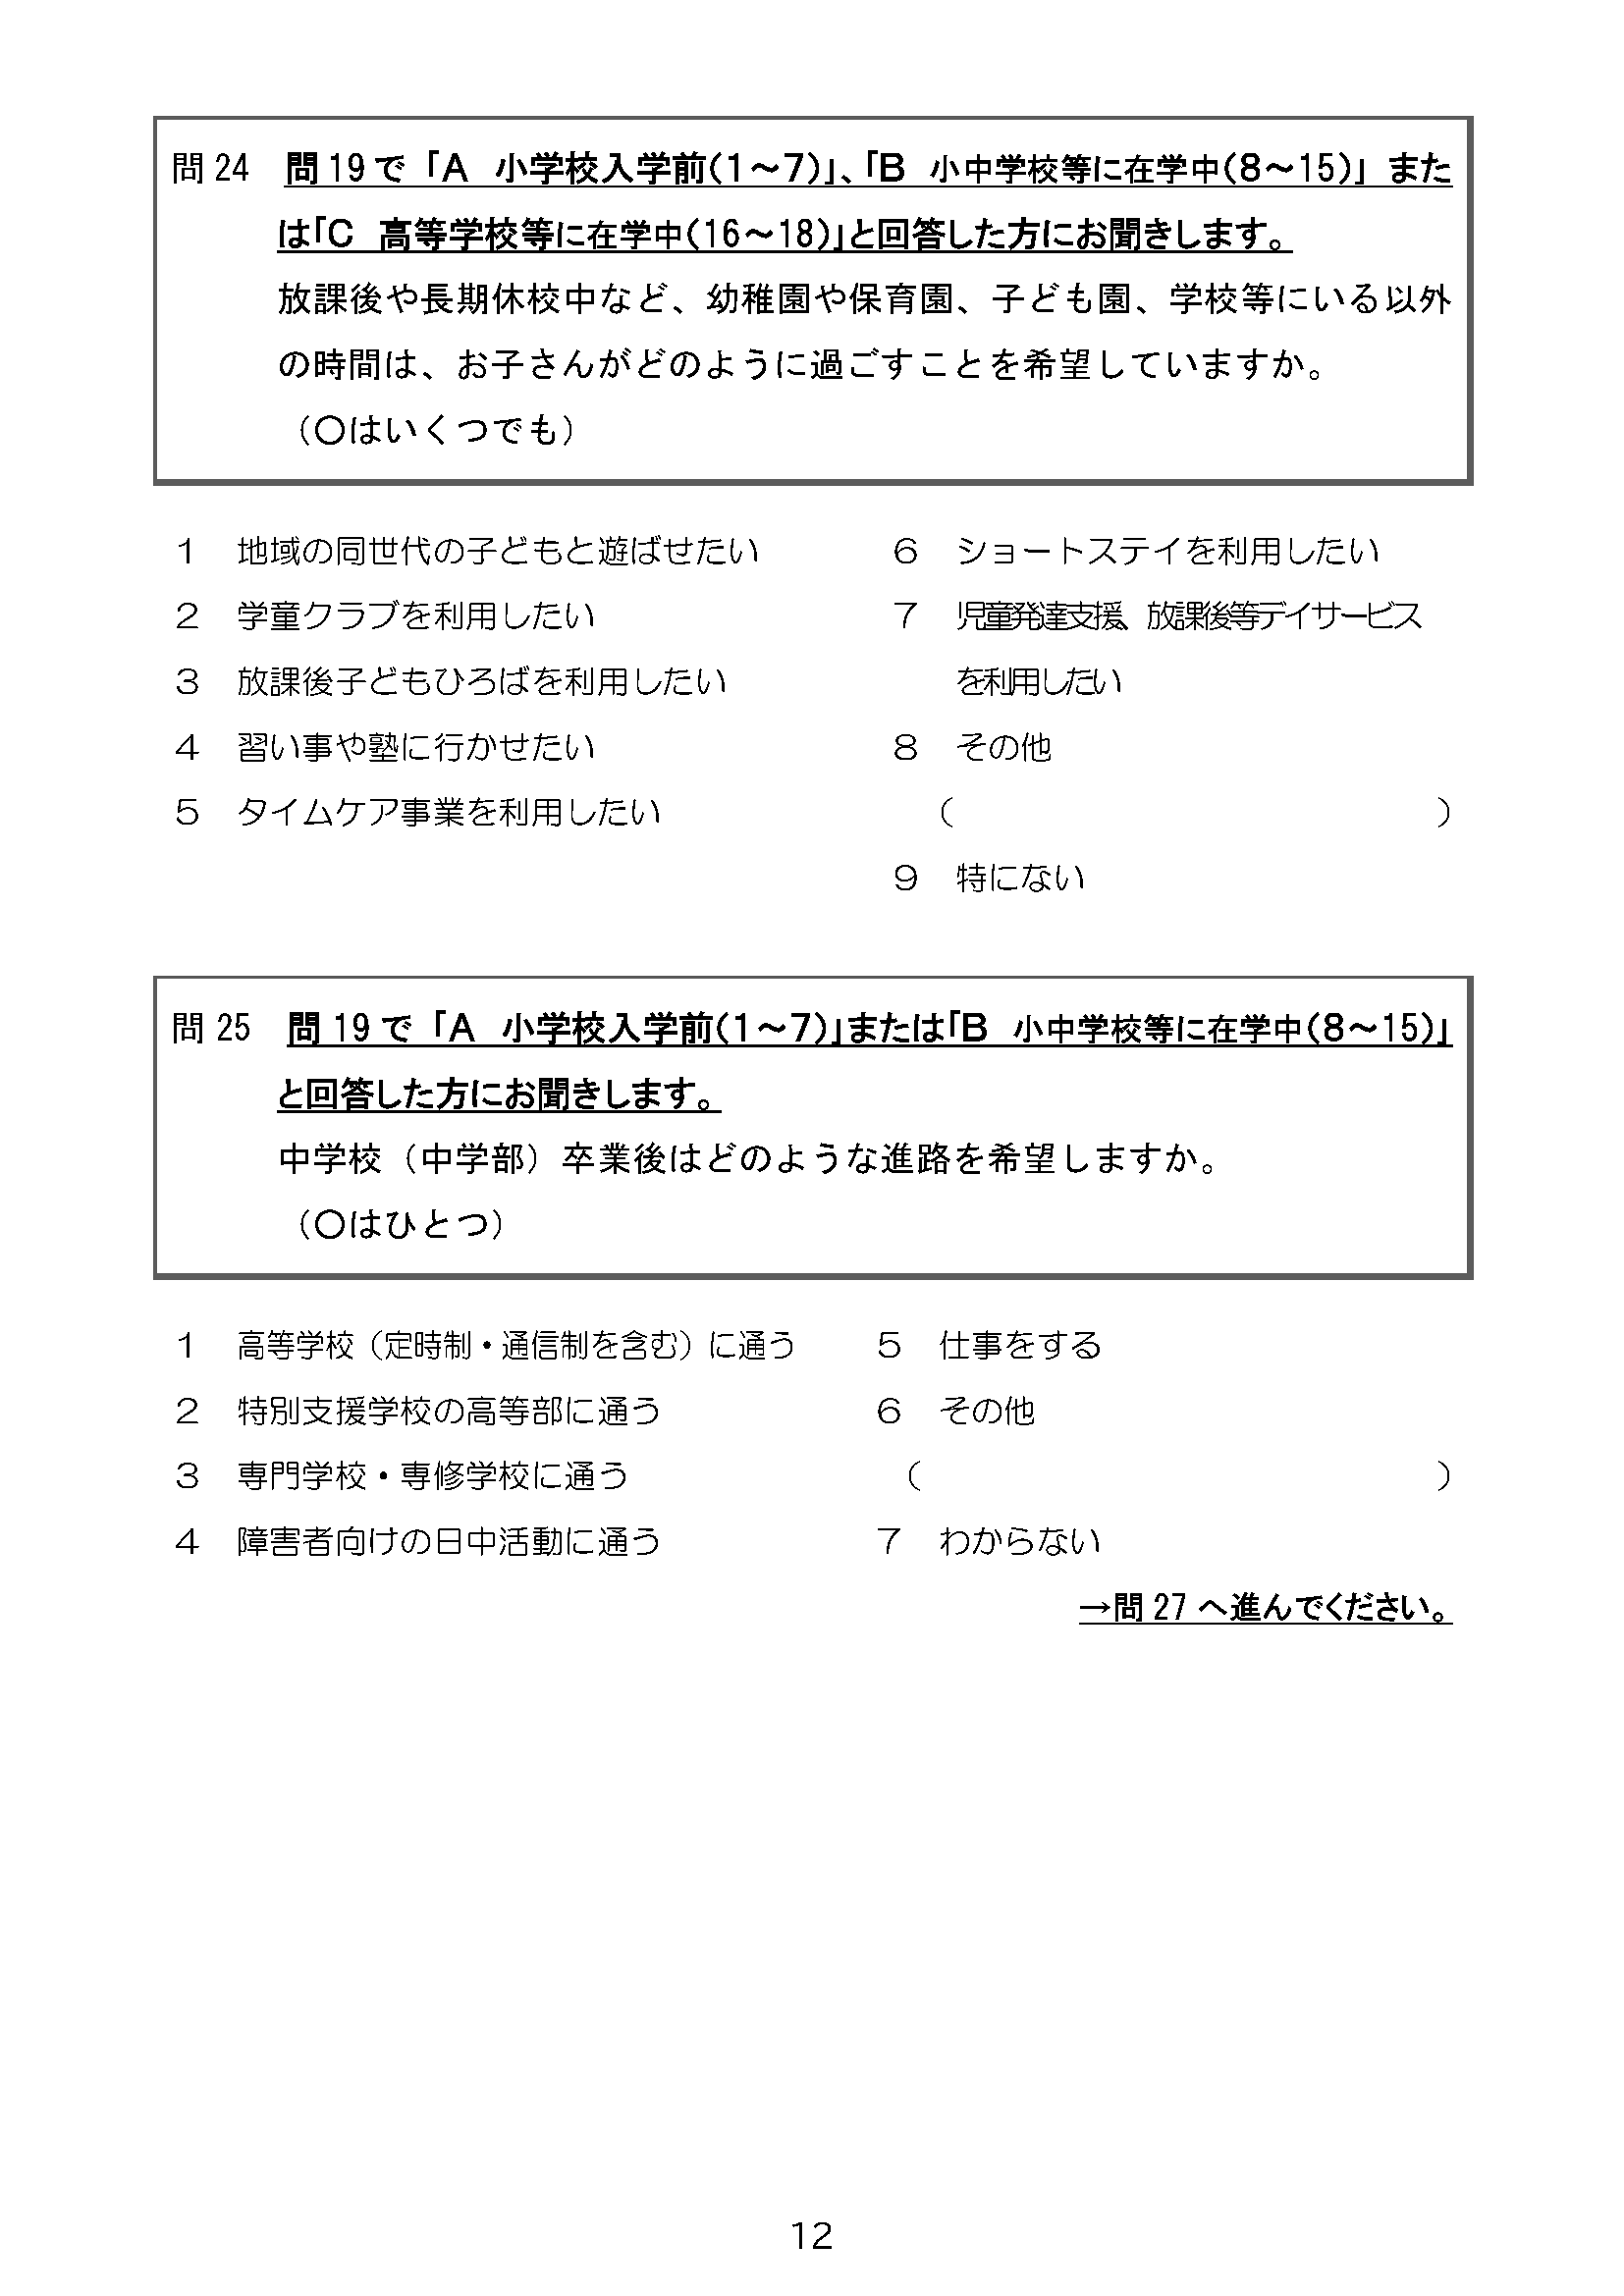 問 24　問 19 で「Ａ　小学校入学前（１～７）」、「Ｂ　小中学校等に在学中（８～15）」また
は「Ｃ　高等学校等に在学中（16～18）」と回答した方にお聞きします。
放課後や長期休校中など、幼稚園や保育園、子ども園、学校等にいる以外
の時間は、お子さんがどのように過ごすことを希望していますか。
（〇はいくつでも）
１　地域の同世代の子どもと遊ばせたい
２　学童クラブを利用したい
３　放課後子どもひろばを利用したい
４　習い事や塾に行かせたい
５　タイムケア事業を利用したい
６　ショートステイを利用したい
７　児童発達支援、放課後等デイサービス
を利用したい
８　その他
（　　　　　　　　　　　　　　　）
９　特にない
問 25　問 19 で「Ａ　小学校入学前（１～７）」または「Ｂ　小中学校等に在学中（８～15）」
と回答した方にお聞きします。
中学校（中学部）卒業後はどのような進路を希望しますか。
（〇はひとつ）
１　高等学校（定時制・通信制を含む）に通う
２　特別支援学校の高等部に通う
３　専門学校・専修学校に通う
４　障害者向けの日中活動に通う
５　仕事をする
６　その他
（　　　　　　　　　　　　　　　　）
７　わからない
→問 27 へ進んでください。
12